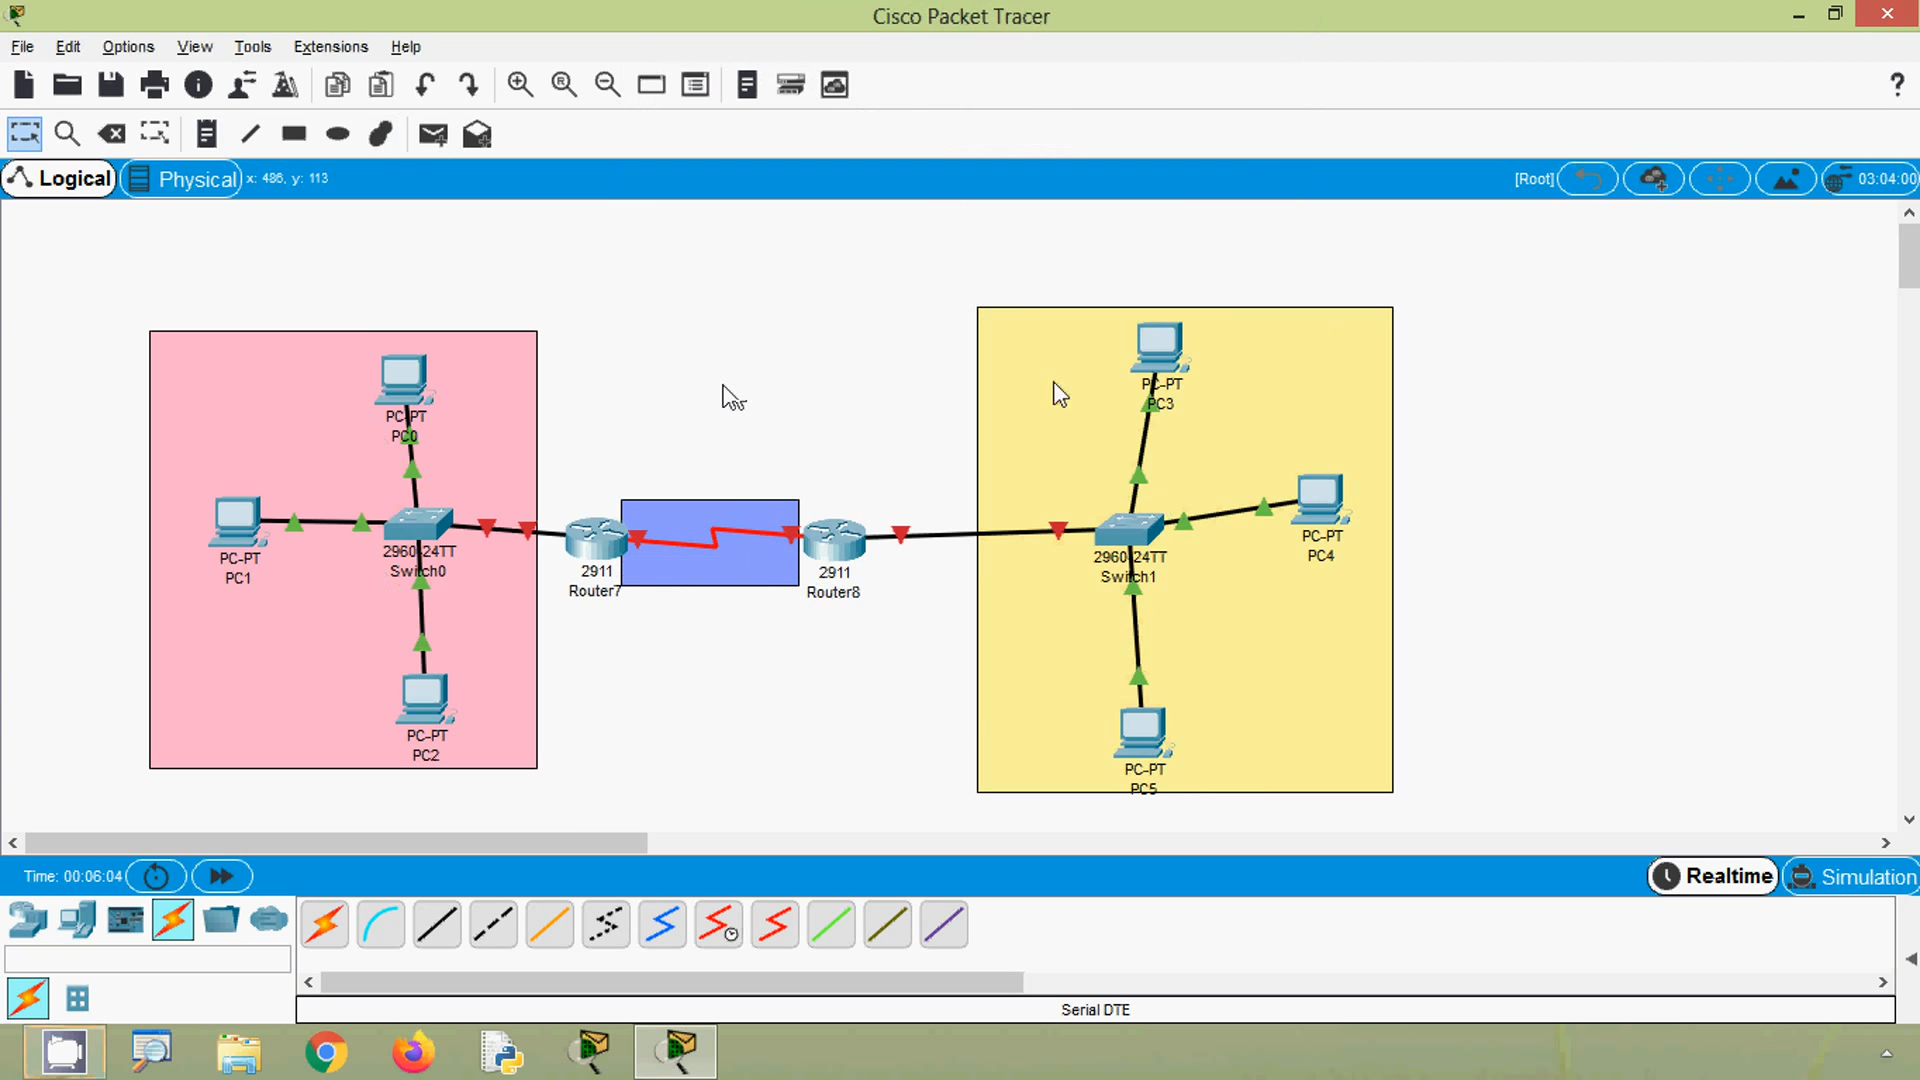 Cisco Packet Tracer
File Edit Options View Tools Extensions Help
Logical Physical x: 486, y: 113 [Root] 03:04:00
PC-PT
PC0
PC-PT
PC1
2960-24TT
Switch0
PC-PT
PC2
2911
Router7
2911
Router8
PC-PT
PC3
2960-24TT
Switch1
PC-PT
PC4
PC-PT
PC5
Time: 00:06:04 Realtime Simulation
Serial DTE